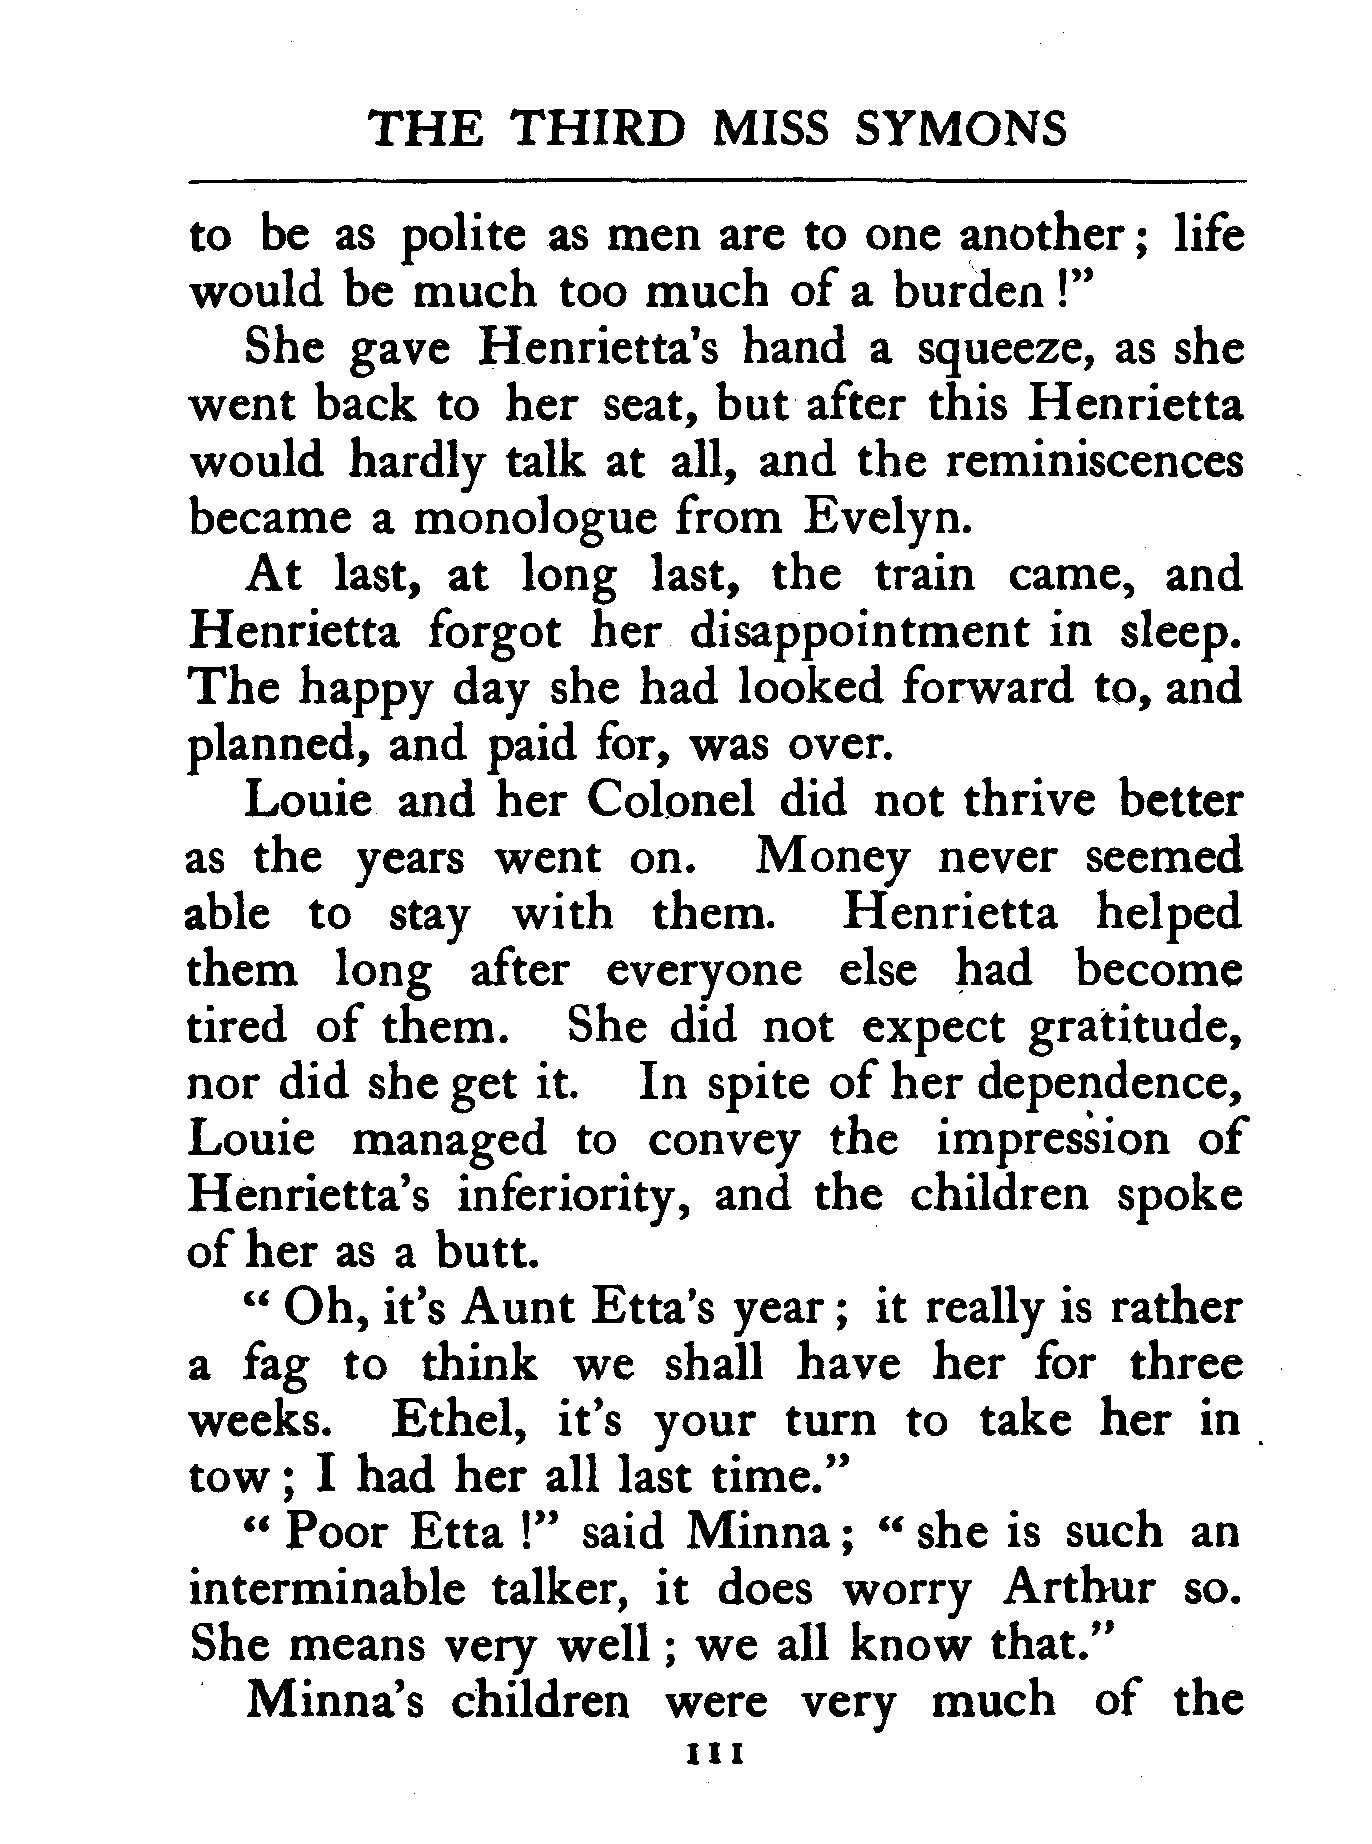 THE THIRD MISS SYMONS
to be as polite as men are to one another ; life
would be much too much of a burden !”
She gave Henrietta’s hand a squeeze, as she
went back to her seat, but after this Henrietta
would hardly talk at all, and the reminiscences
became a monologue from Evelyn.
At last, at long last, the train came, and
Henrietta forgot her disappointment in sleep.
The happy day she had looked forward to, and
planned, and paid for, was over.
Louie and her Colonel did not thrive better
as the years went on. Money never seemed
able to stay with them. Henrietta helped
them long after everyone else had become
tired of them. She did not expect gratitude,
nor did she get it. In spite of her dependence,
Louie managed to convey the impression of
Henrietta’s inferiority, and the children spoke
of her as a butt.
“ Oh, it’s Aunt Etta’s year ; it really is rather
a fag to think we shall have her for three
weeks. Ethel, it’s your turn to take her in
tow ; I had her all last time.”
“ Poor Etta !” said Minna ; “ she is such an
interminable talker, it does worry Arthur so.
She means very well ; we all know that.”
Minna’s children were very much of the
111